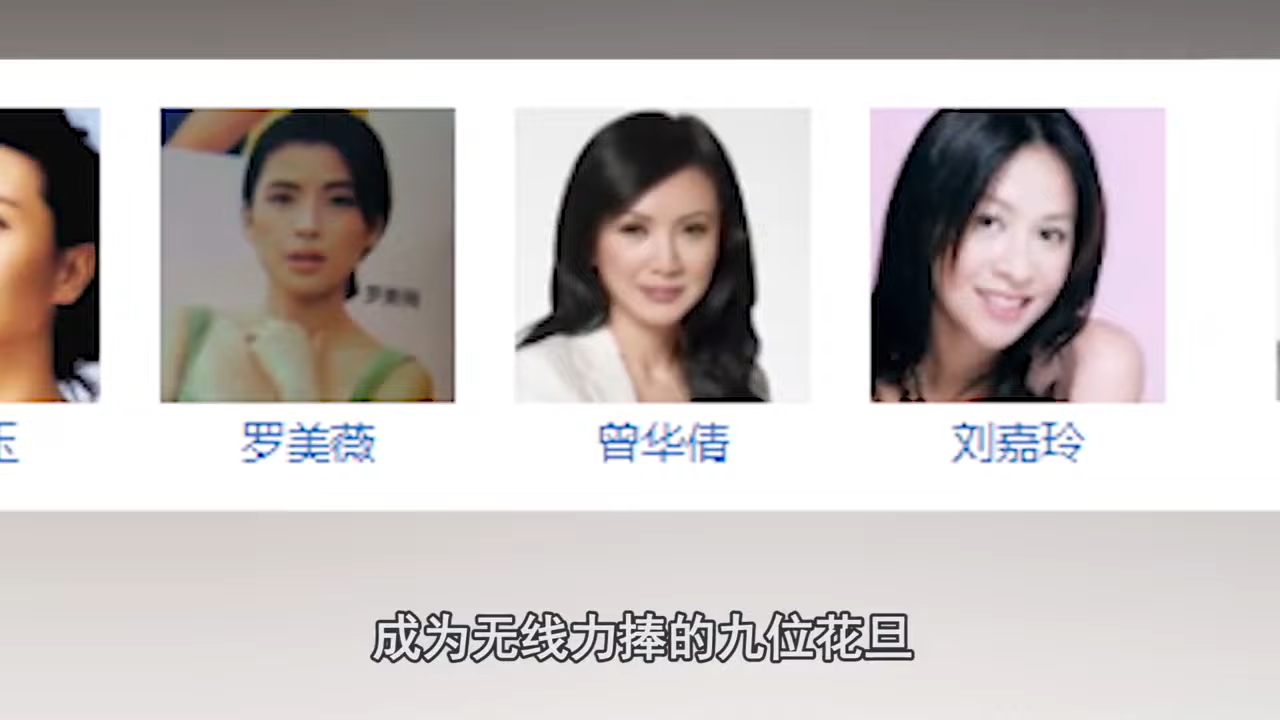 玉
罗美薇
曾华倩
刘嘉玲
成为无线力捧的九位花旦